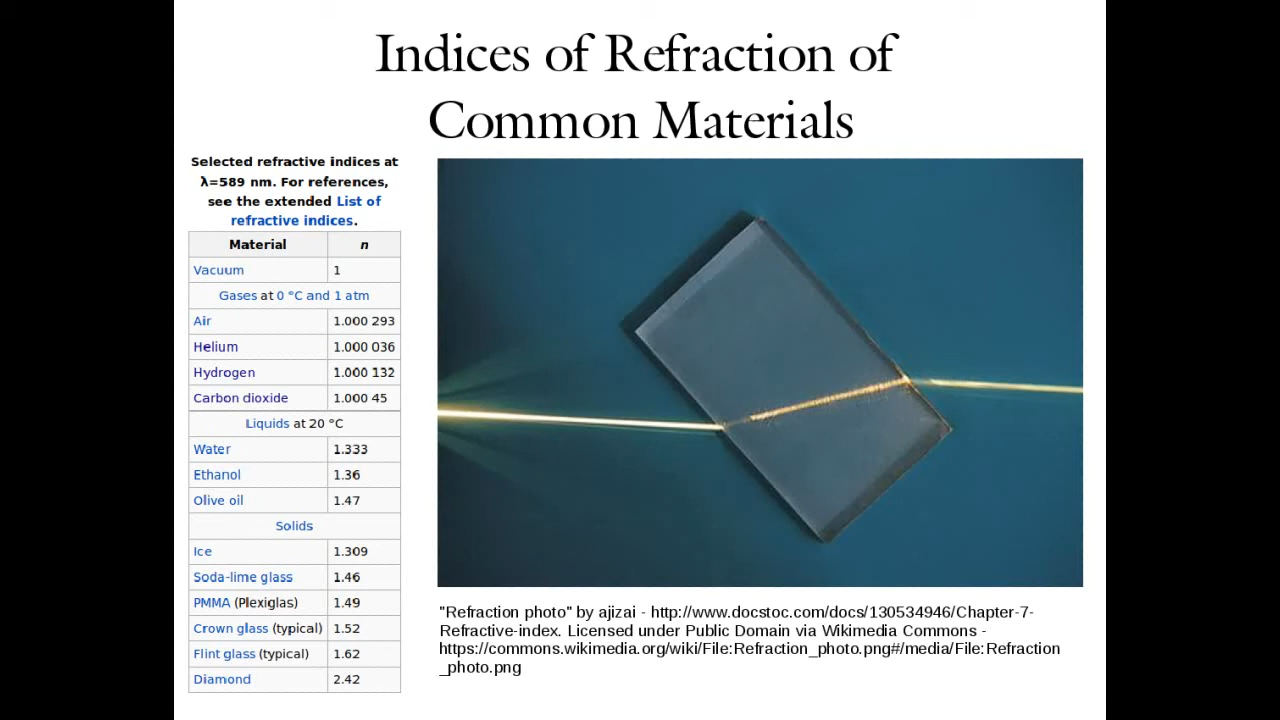 Indices of Refraction of
Common Materials
Selected refractive indices at
λ=589 nm. For references,
see the extended List of
refractive indices.
Material n
Vacuum 1
Gases at 0 °C and 1 atm
Air 1.000 293
Helium 1.000 036
Hydrogen 1.000 132
Carbon dioxide 1.000 45
Liquids at 20 °C
Water 1.333
Ethanol 1.36
Olive oil 1.47
Solids
Ice 1.309
Soda-lime glass 1.46
PMMA (Plexiglas) 1.49
Crown glass (typical) 1.52
Flint glass (typical) 1.62
Diamond 2.42
"Refraction photo" by ajizai - http://www.docstoc.com/docs/130534946/Chapter-7-
Refractive-index. Licensed under Public Domain via Wikimedia Commons -
https://commons.wikimedia.org/wiki/File:Refraction_photo.png#/media/File:Refraction
_photo.png